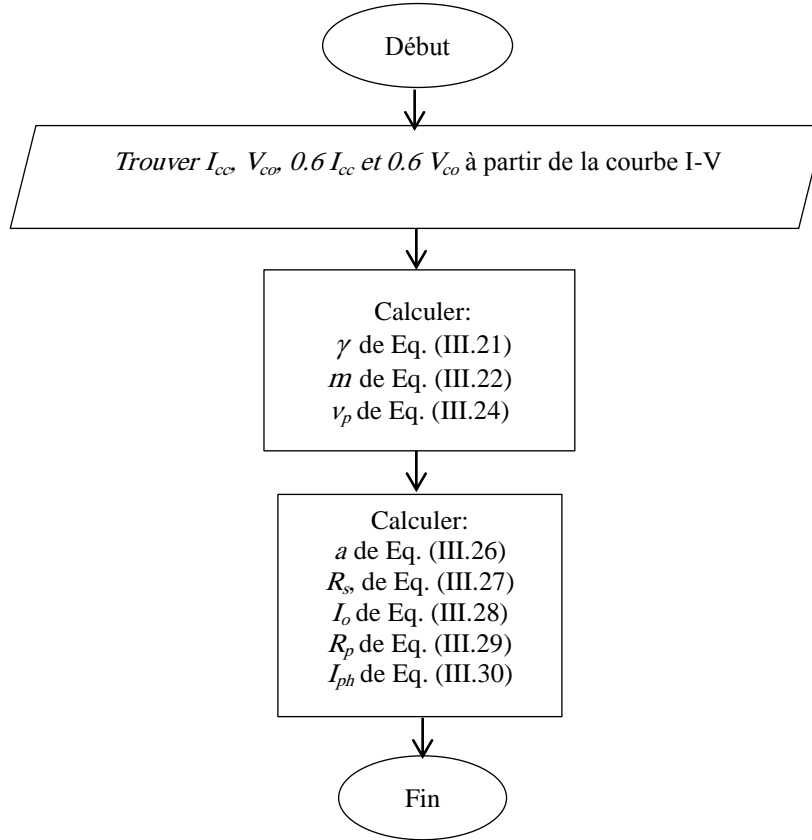 Début
Trouver I_cc, V_co, 0.6 I_cc et 0.6 V_co à partir de la courbe I-V
Calculer:
γ de Eq. (III.21)
m de Eq. (III.22)
v_p de Eq. (III.24)
Calculer:
a de Eq. (III.26)
R_s, de Eq. (III.27)
I_o de Eq. (III.28)
R_p de Eq. (III.29)
I_ph de Eq. (III.30)
Fin